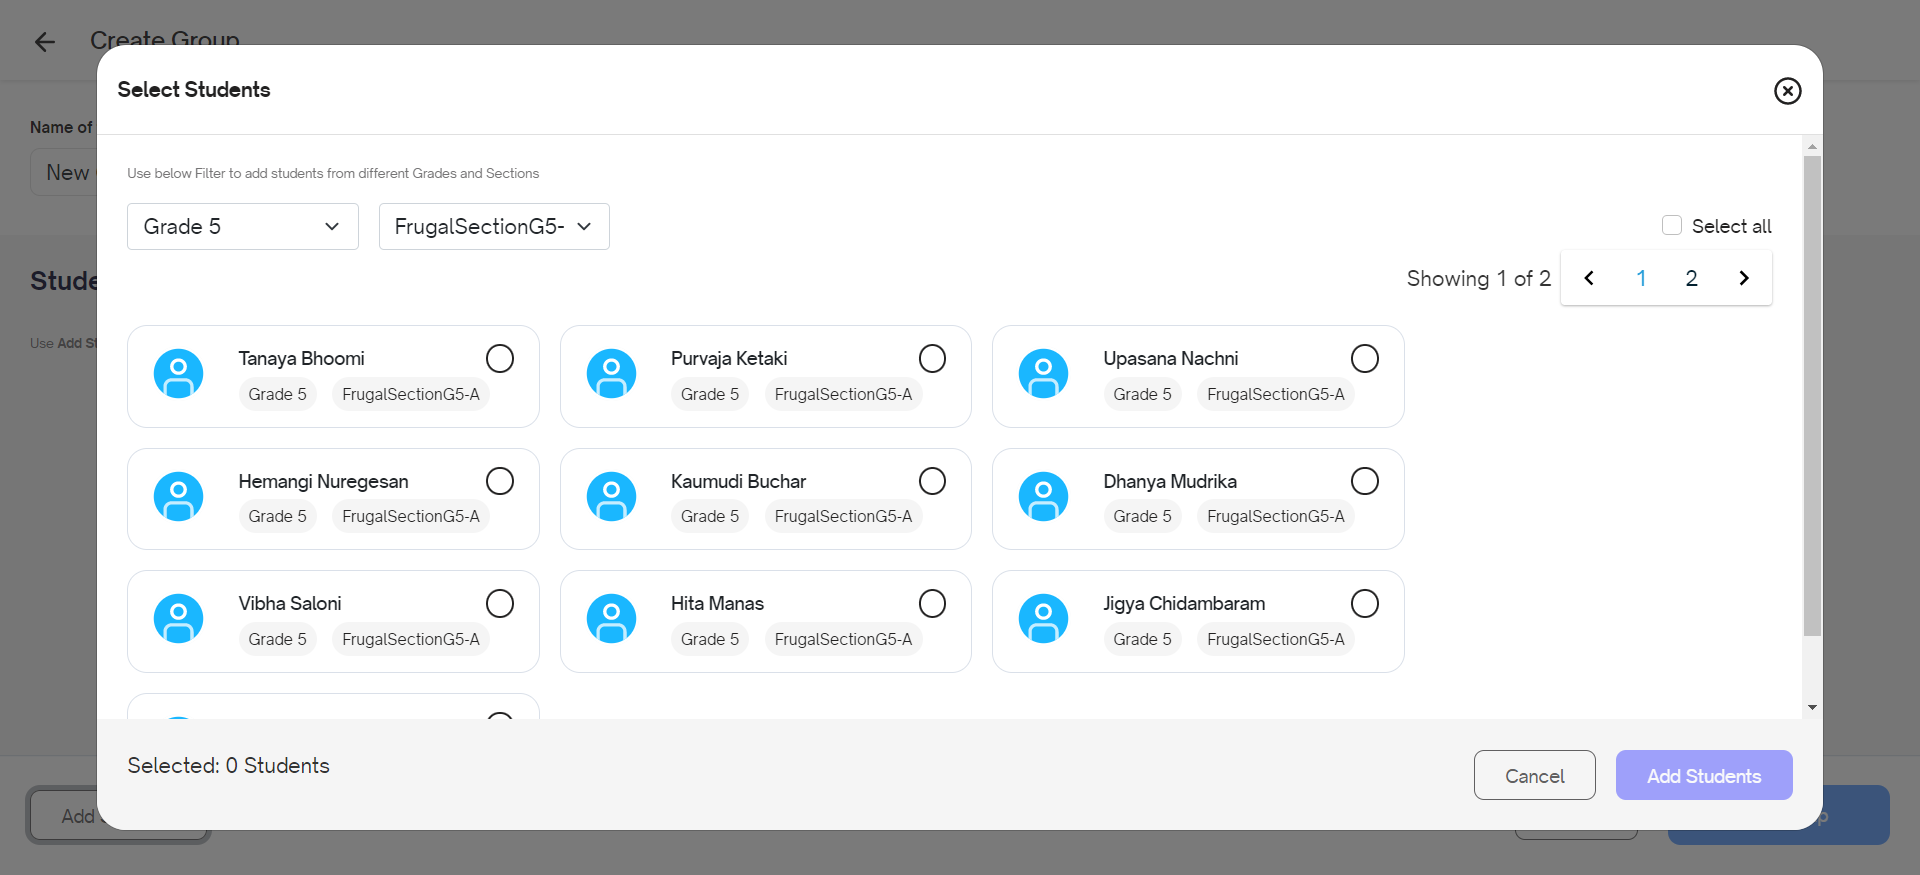 Create Group
Select Students
Name of
New
Use below Filter to add students from different Grades and Sections
Grade 5
FrugalSectionG5-
Select all
Showing 1 of 2
1
2
Stude
Use Add St
Tanaya Bhoomi
Grade 5 FrugalSectionG5-A
Purvaja Ketaki
Grade 5 FrugalSectionG5-A
Upasana Nachni
Grade 5 FrugalSectionG5-A
Hemangi Nuregesan
Grade 5 FrugalSectionG5-A
Kaumudi Buchar
Grade 5 FrugalSectionG5-A
Dhanya Mudrika
Grade 5 FrugalSectionG5-A
Vibha Saloni
Grade 5 FrugalSectionG5-A
Hita Manas
Grade 5 FrugalSectionG5-A
Jigya Chidambaram
Grade 5 FrugalSectionG5-A
Selected: 0 Students
Cancel
Add Students
Add
p